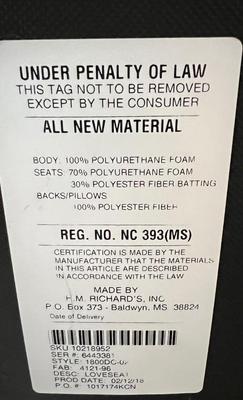 UNDER PENALTY OF LAW
THIS TAG NOT TO BE REMOVED
EXCEPT BY THE CONSUMER
ALL NEW MATERIAL
BODY: 100% POLYURETHANE FOAM
SEATS: 70% POLYURETHANE FOAM
30% POLYESTER FIBER BATTING
BACKS/PILLOWS
100% POLYESTER FIBER
REG. NO. NC 393(MS)
CERTIFICATION IS MADE BY THE
MANUFACTURER THAT THE MATERIALS
IN THIS ARTICLE ARE DESCRIBED
IN ACCORDANCE WITH THE LAW
MADE BY
H.M. RICHARD'S, INC
P.O. Box 373 - Baldwyn, MS 38824
Date of Delivery
SKU 10218952
SER #: 6443381
STYLE: 1800DC-02
FAB: 4121-96
DESC: LOVESEAT
PROD DATE: 02/12/18
P.O. #: 1017174KCN